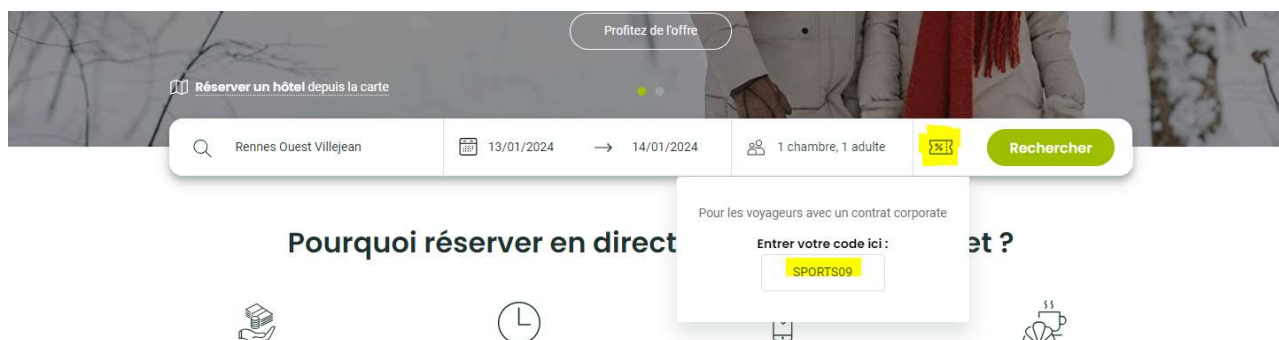 Profitez de l'offre
Réserver un hôtel depuis la carte
Rennes Ouest Villejean
13/01/2024 → 14/01/2024
1 chambre, 1 adulte
%
Rechercher
Pour les voyageurs avec un contrat corporate
Pourquoi réserver en direct
et ?
Entrer votre code ici :
SPORTS09